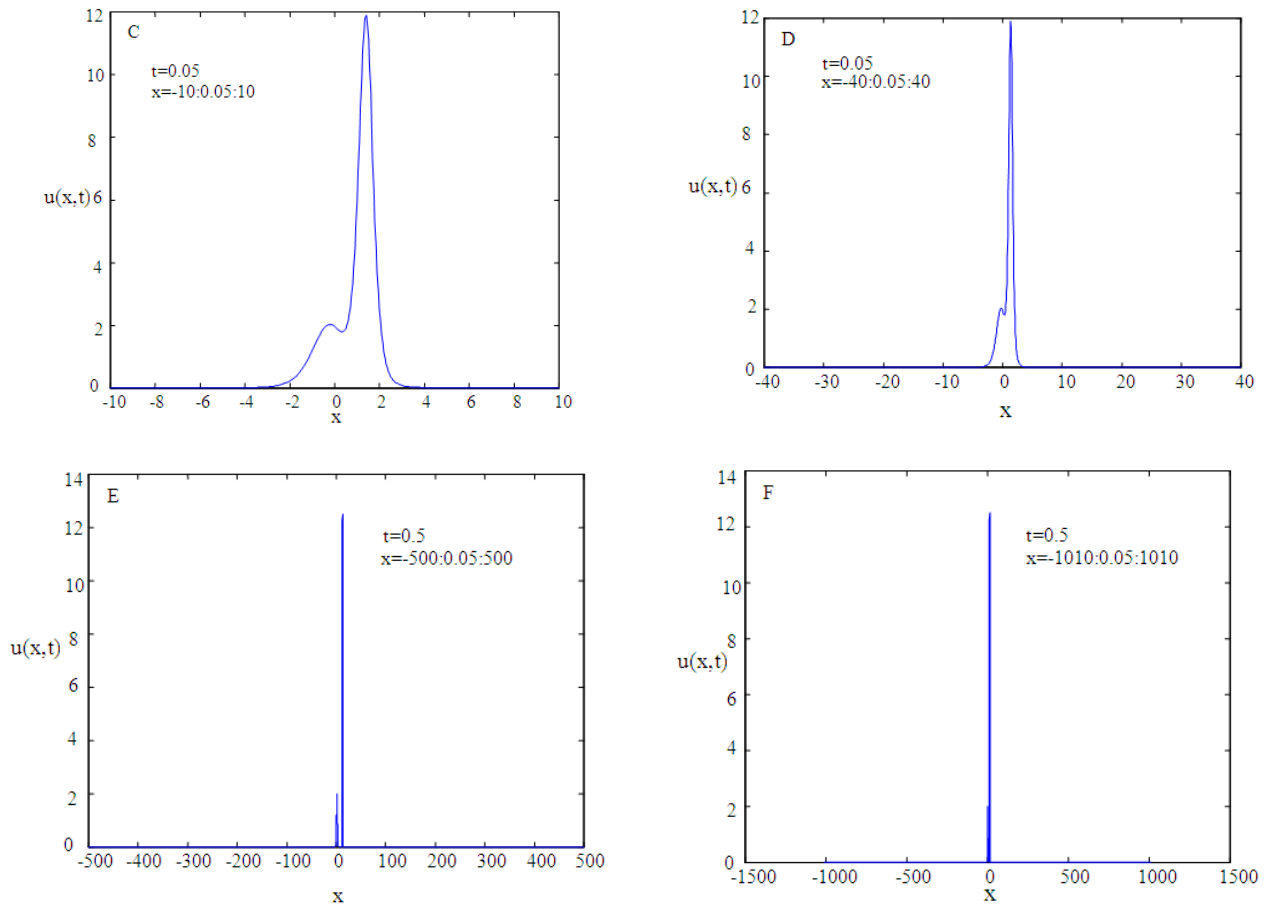 12
C
t=0.05
x=-10:0.05:10
10
8
u(x,t) 6
4
2
0
-10 -8 -6 -4 -2 0 2 4 6 8 10
x
12
D
t=0.05
x=-40:0.05:40
10
8
u(x,t) 6
4
2
0
-40 -30 -20 -10 0 10 20 30 40
x
14
E
12
t=0.5
x=-500:0.05:500
10
8
u(x,t)
6
4
2
0
-500 -400 -300 -200 -100 0 100 200 300 400 500
x
14
F
12
t=0.5
x=-1010:0.05:1010
10
8
u(x,t)
6
4
2
0
-1500 -1000 -500 0 500 1000 1500
x